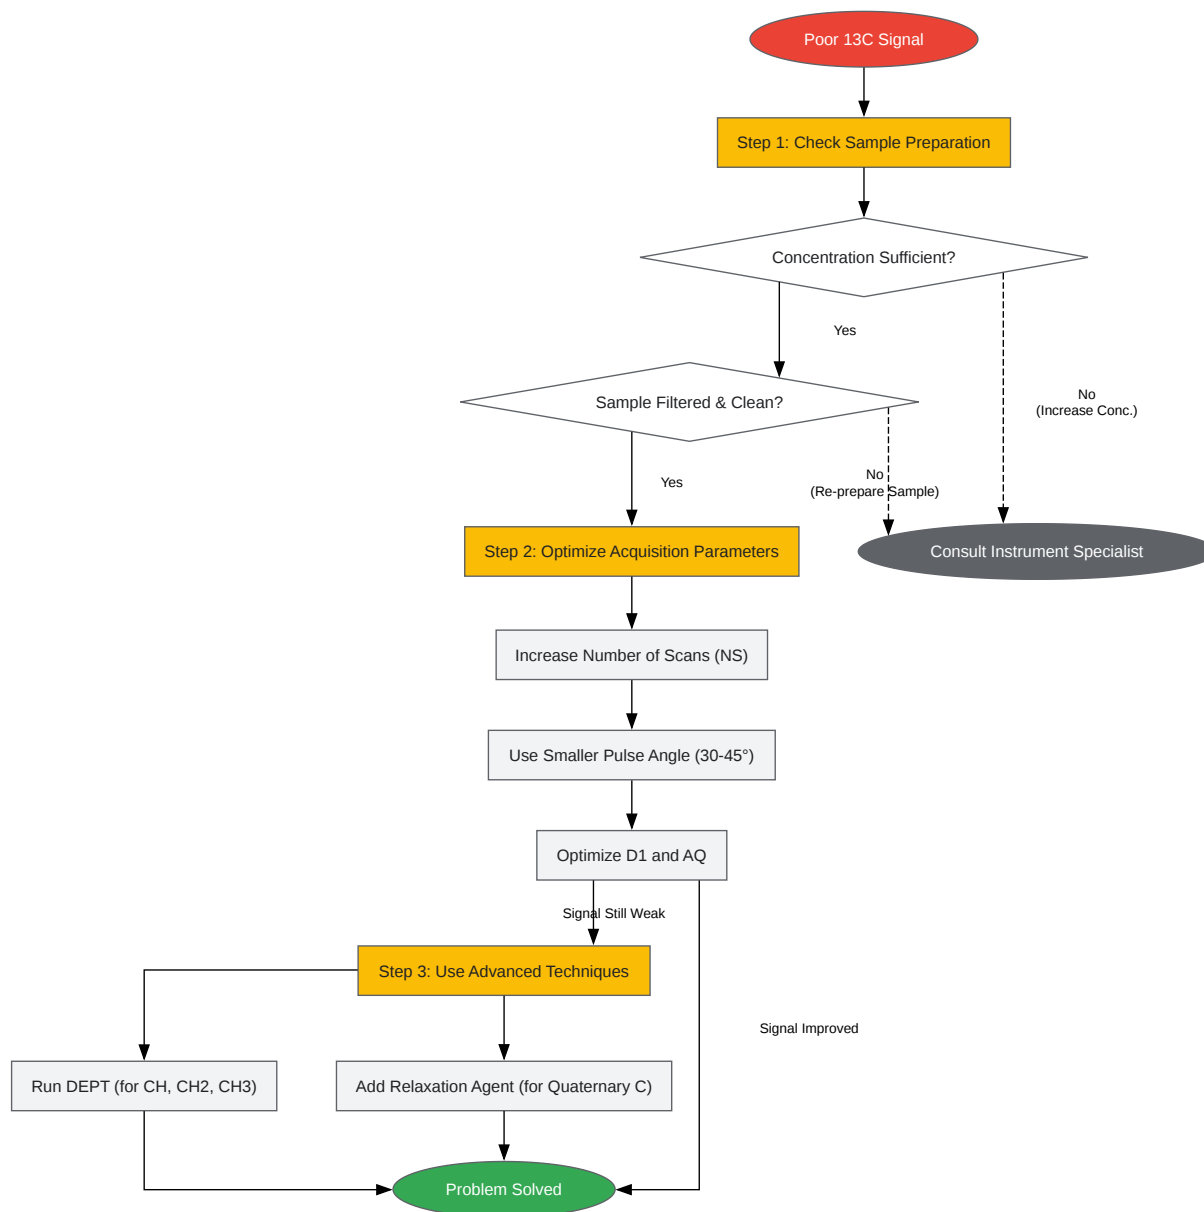 Poor 13C Signal
Step 1: Check Sample Preparation
Concentration Sufficient?
Yes
No
(Increase Conc.)
Sample Filtered & Clean?
Yes
No
(Re-prepare Sample)
Step 2: Optimize Acquisition Parameters
Consult Instrument Specialist
Increase Number of Scans (NS)
Use Smaller Pulse Angle (30-45°)
Optimize D1 and AQ
Signal Still Weak
Step 3: Use Advanced Techniques
Signal Improved
Run DEPT (for CH, CH2, CH3)
Add Relaxation Agent (for Quaternary C)
Problem Solved